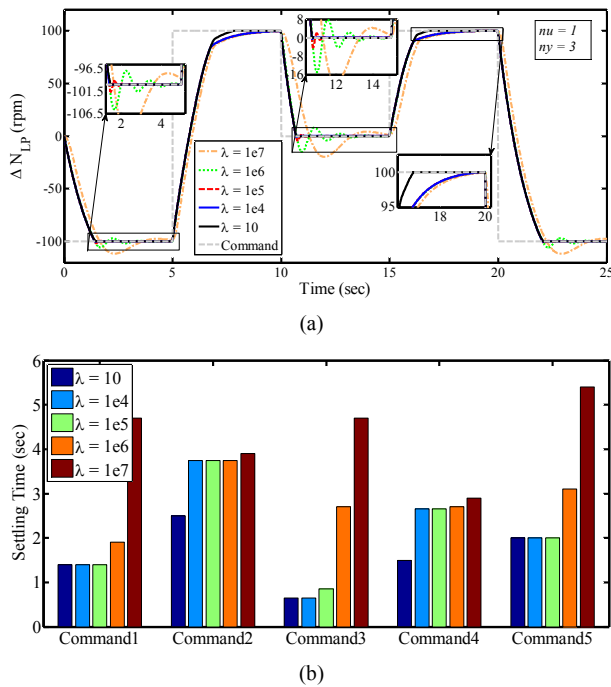 100
50
0
-50
-100
Δ N_LP (rpm)
-96.5
-101.5
-106.5
2 4
8
0
16
12 14
nu = 1
ny = 3
λ = 1e7
λ = 1e6
λ = 1e5
λ = 1e4
λ = 10
Command
100
95
18 20
0 5 10 15 20 25
Time (sec)
(a)
6
5
4
3
2
1
0
Settling Time (sec)
λ = 10
λ = 1e4
λ = 1e5
λ = 1e6
λ = 1e7
Command1 Command2 Command3 Command4 Command5
(b)